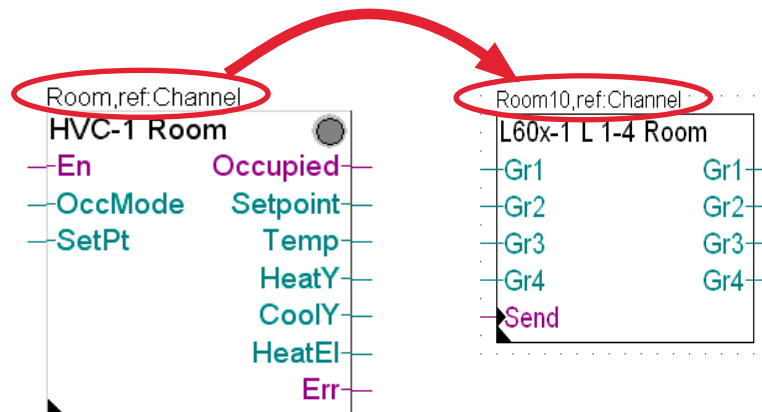 Room,ref:Channel
HVC-1 Room
En Occupied
OccMode Setpoint
SetPt Temp
HeatY
CoolY
HeatEl
Err
Room10,ref:Channel
L60x-1 L 1-4 Room
Gr1 Gr1
Gr2 Gr2
Gr3 Gr3
Gr4 Gr4
Send